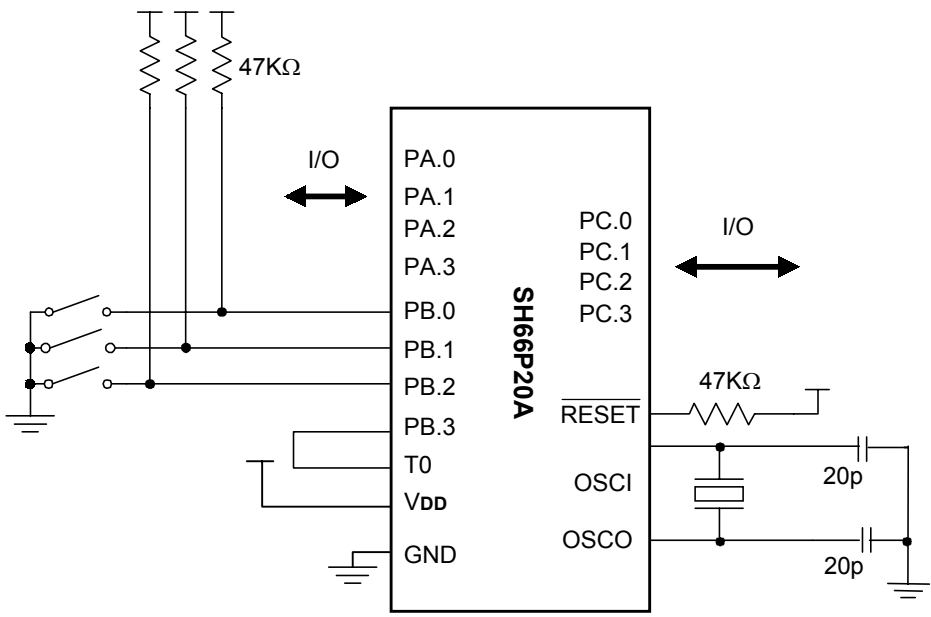 47KΩ
I/O
PA.0
PA.1
PA.2
PA.3
PB.0
PB.1
PB.2
PB.3
T0
VDD
GND
SH66P20A
PC.0
PC.1
PC.2
PC.3
I/O
RESET
47KΩ
OSCI
OSCO
20p
20p